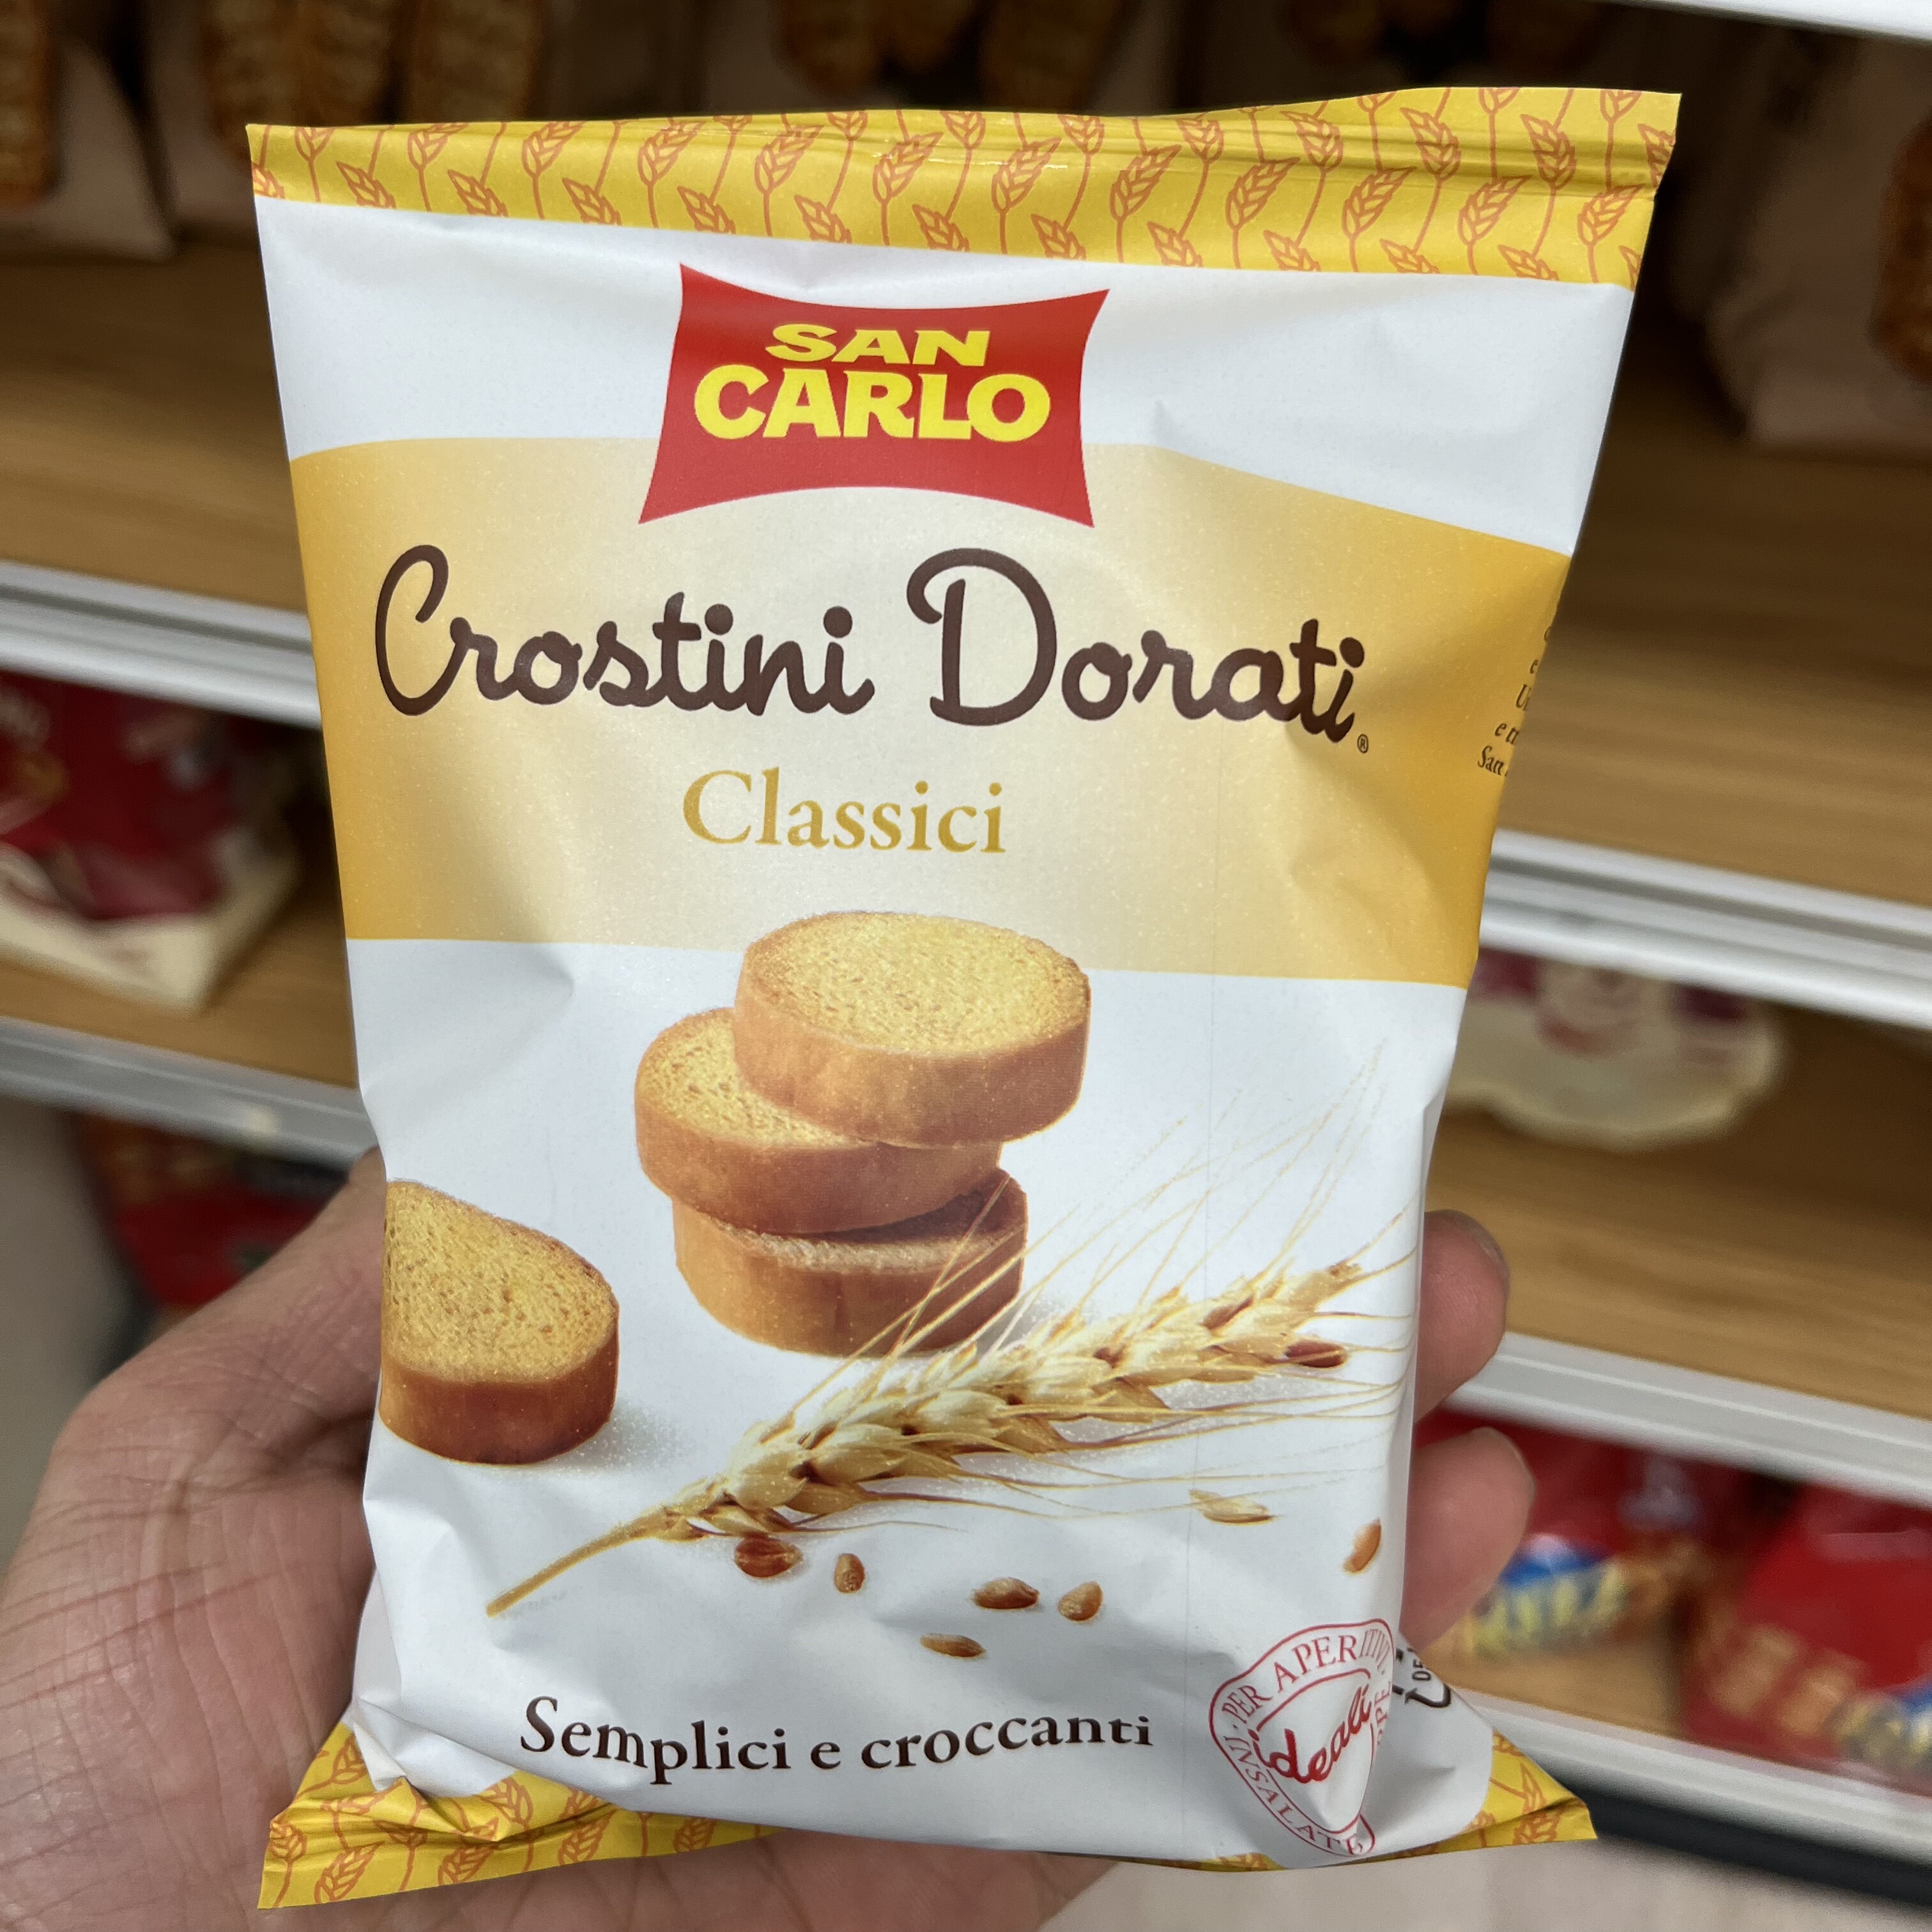 SAN
CARLO
Crostini Dorati®
Classici
Semplici e croccanti
PER APERITIVI
INSALATE
ideali